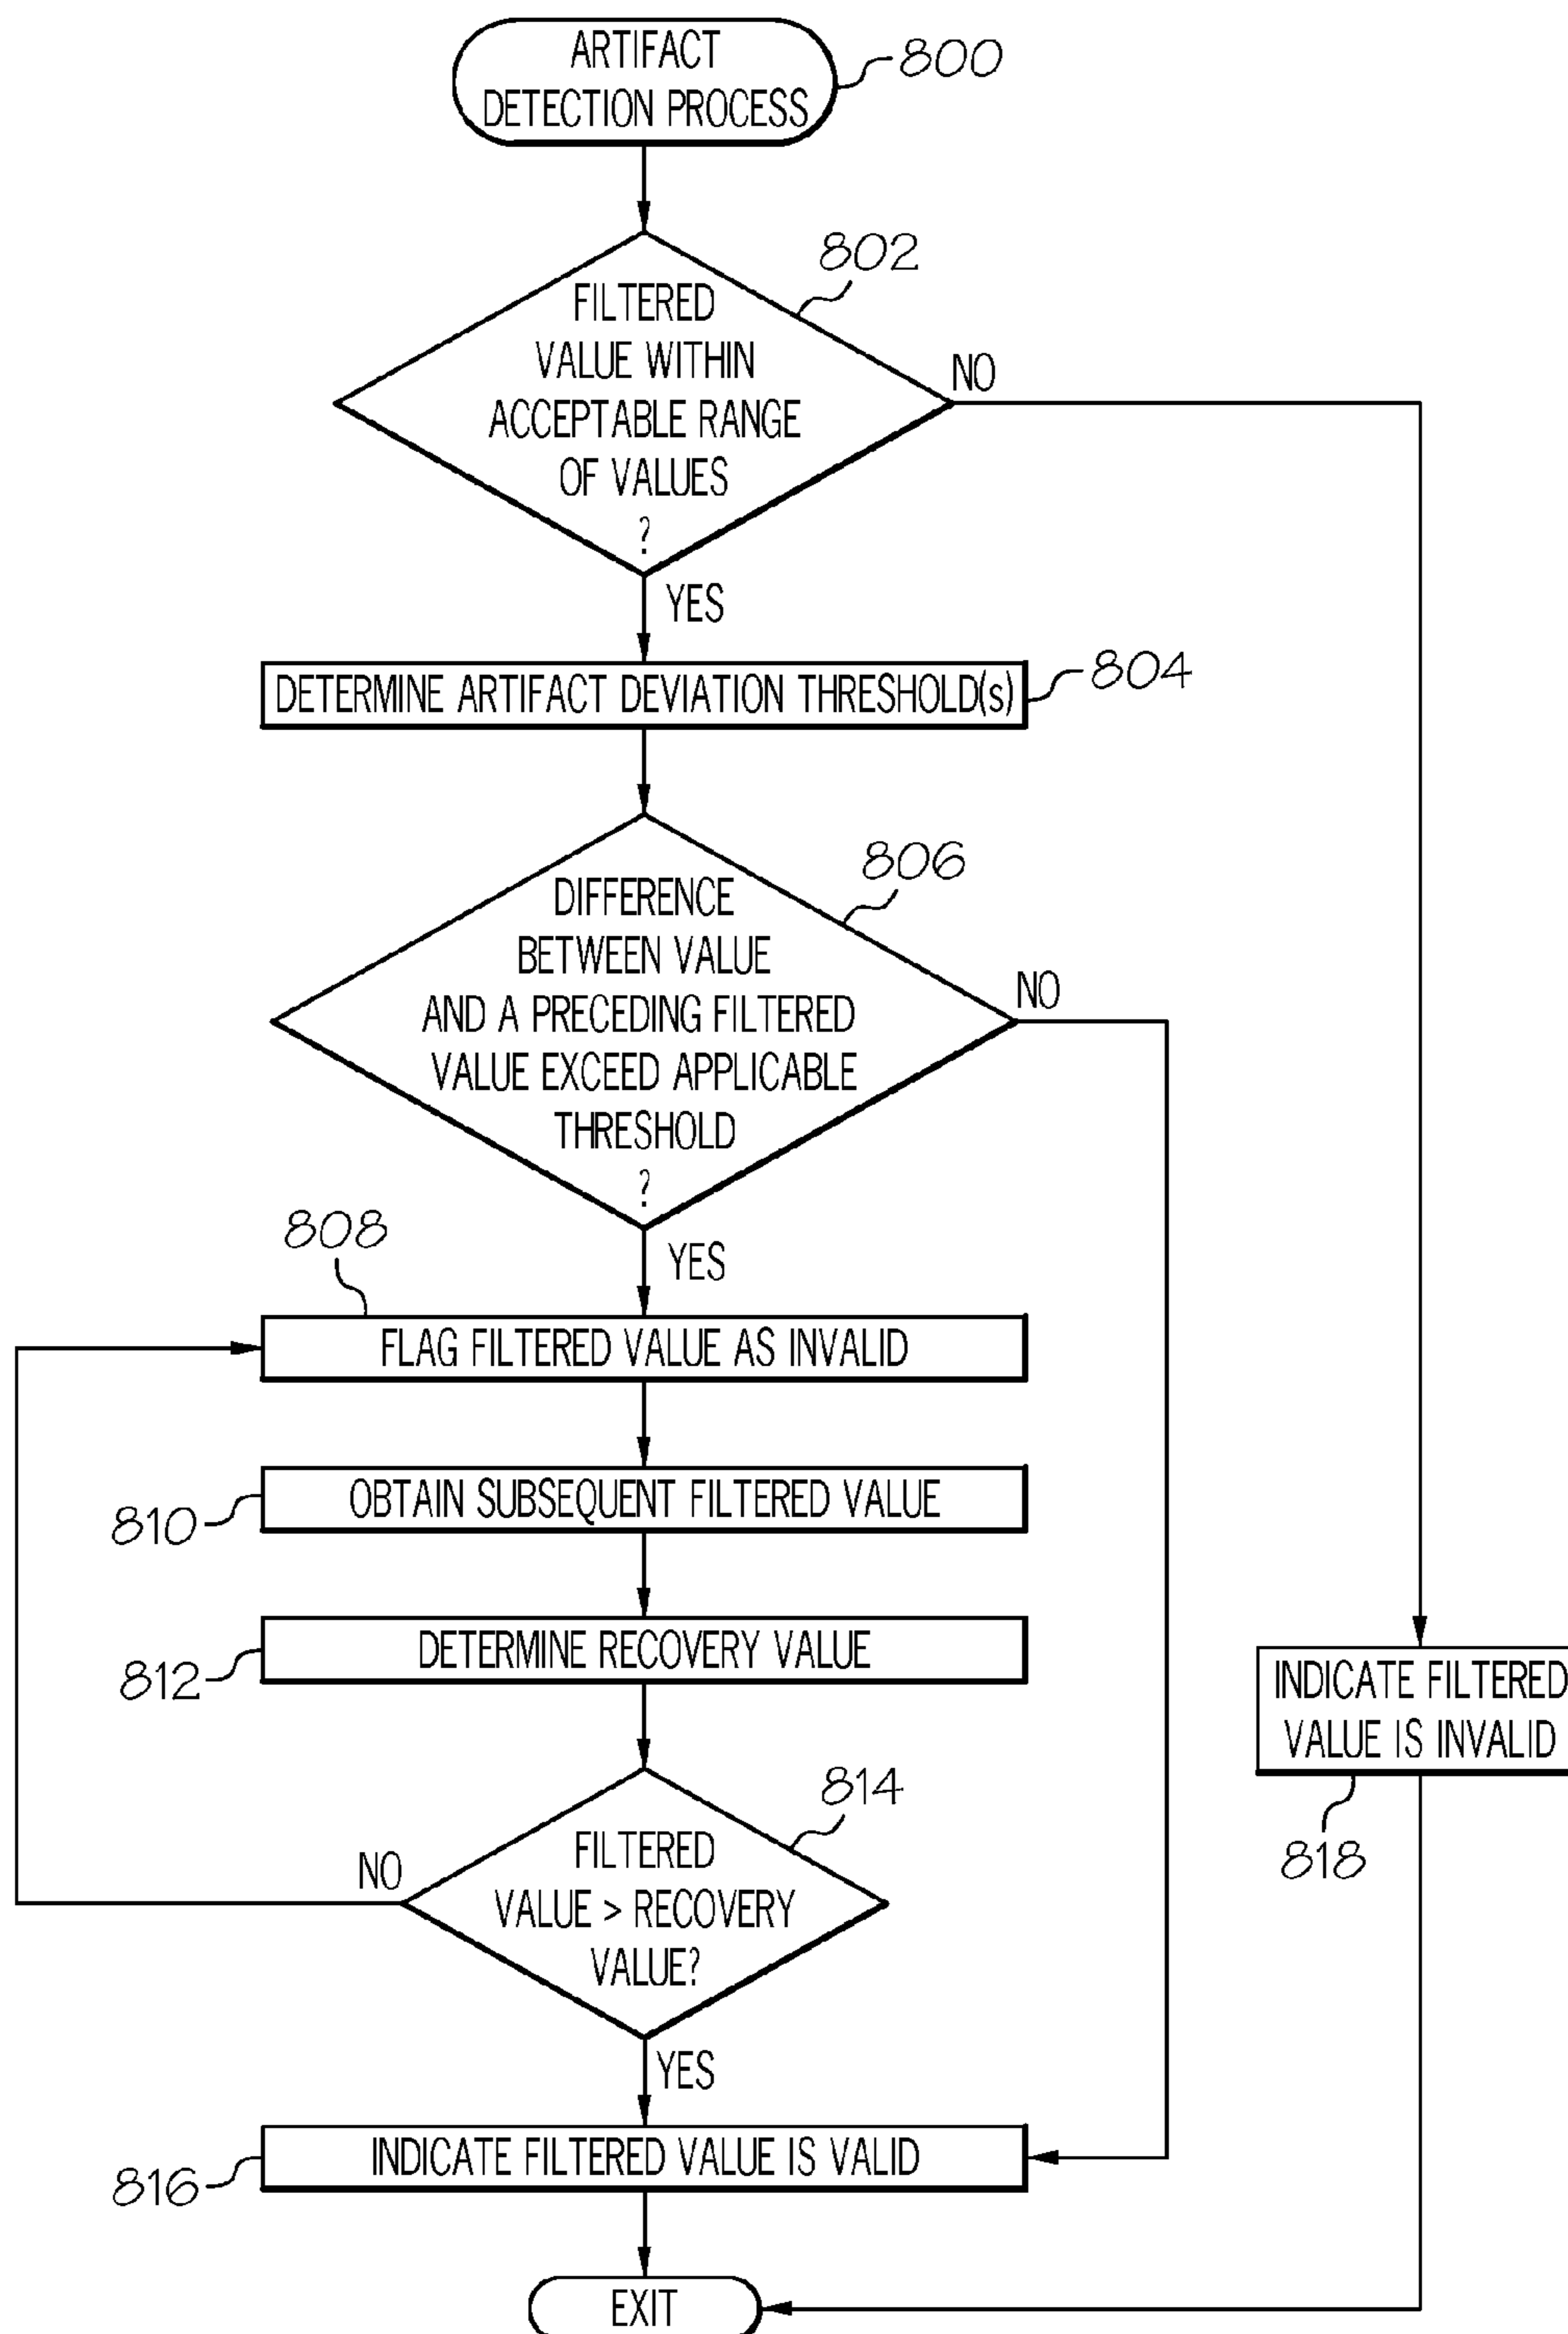 ARTIFACT
DETECTION PROCESS
800
802
FILTERED
VALUE WITHIN
ACCEPTABLE RANGE
OF VALUES
?
NO
YES
DETERMINE ARTIFACT DEVIATION THRESHOLD(s)
804
806
DIFFERENCE
BETWEEN VALUE
AND A PRECEDING FILTERED
VALUE EXCEED APPLICABLE
THRESHOLD
?
NO
YES
808
FLAG FILTERED VALUE AS INVALID
OBTAIN SUBSEQUENT FILTERED VALUE
810
DETERMINE RECOVERY VALUE
812
INDICATE FILTERED
VALUE IS INVALID
818
814
FILTERED
VALUE > RECOVERY
VALUE?
NO
YES
INDICATE FILTERED VALUE IS VALID
816
EXIT